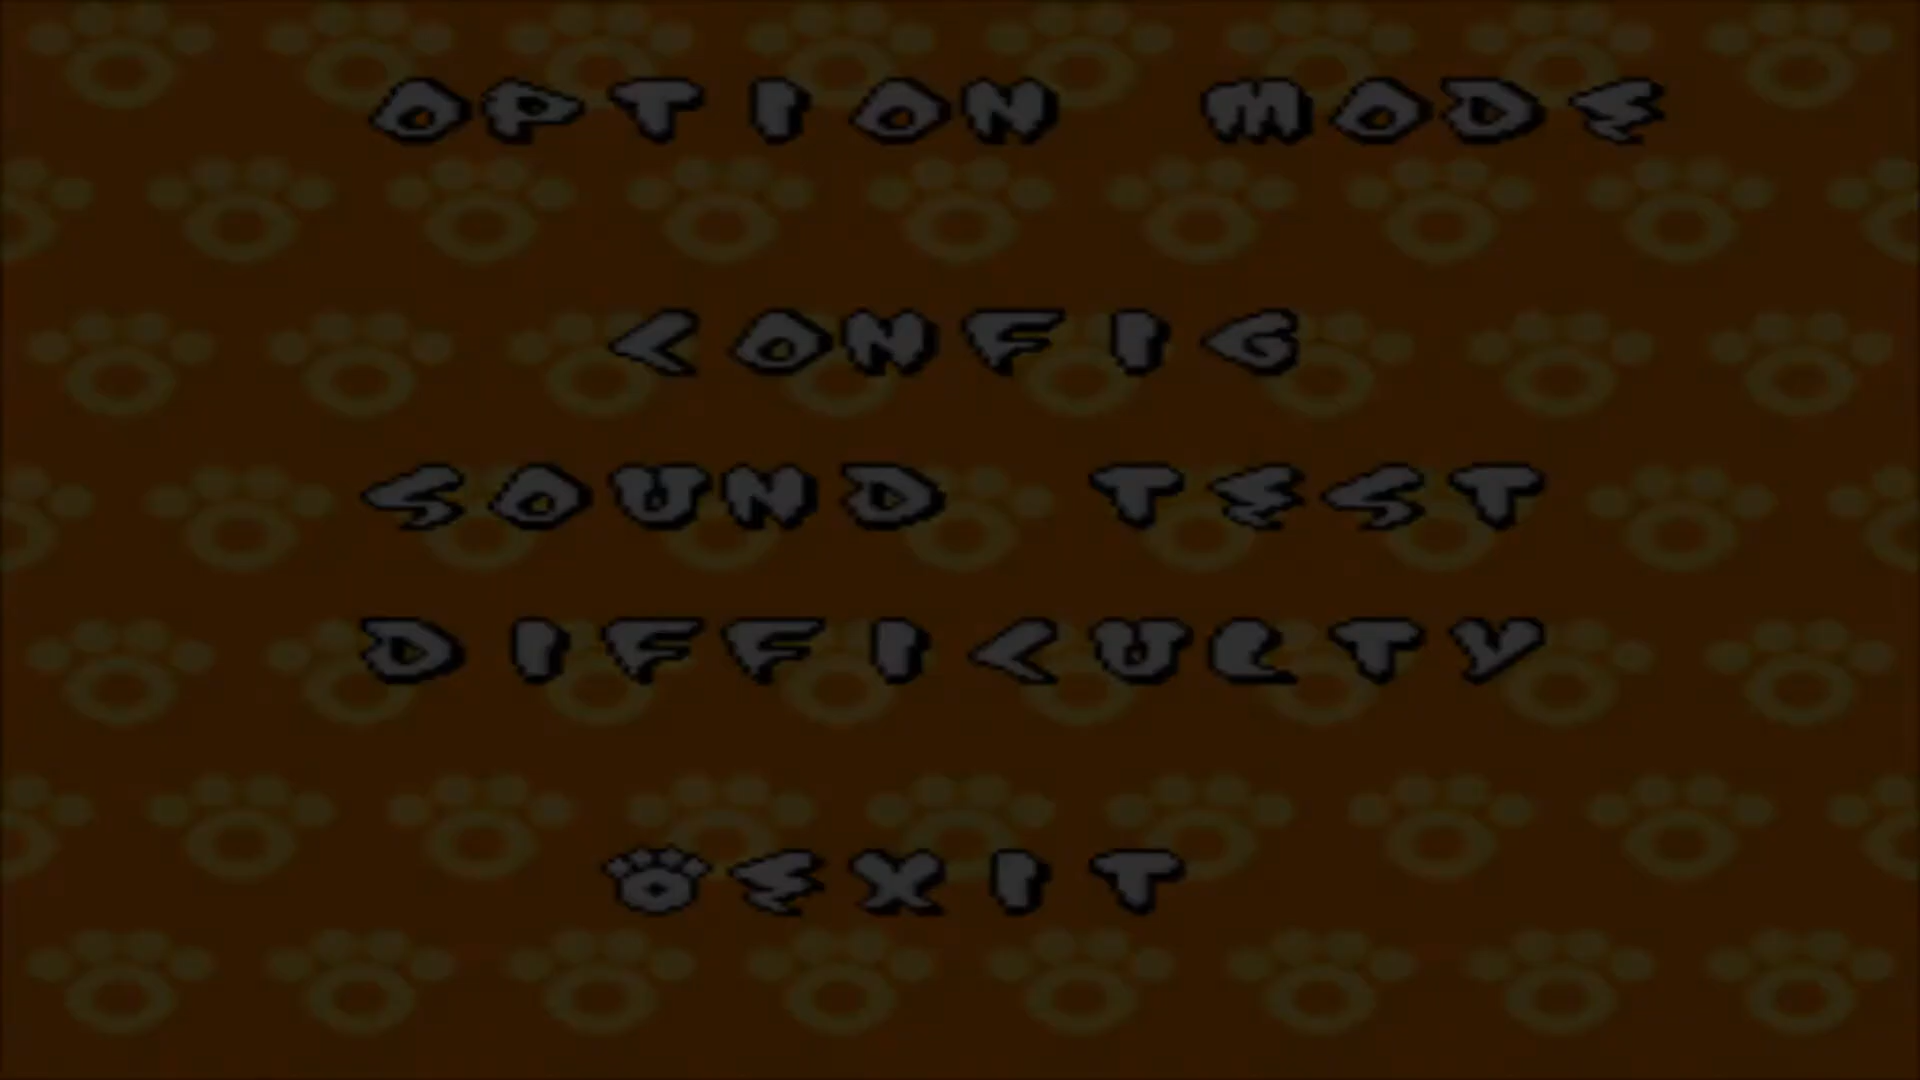 OPTION MODE
CONFIG
SOUND TEST
DIFFICULTY
EXIT